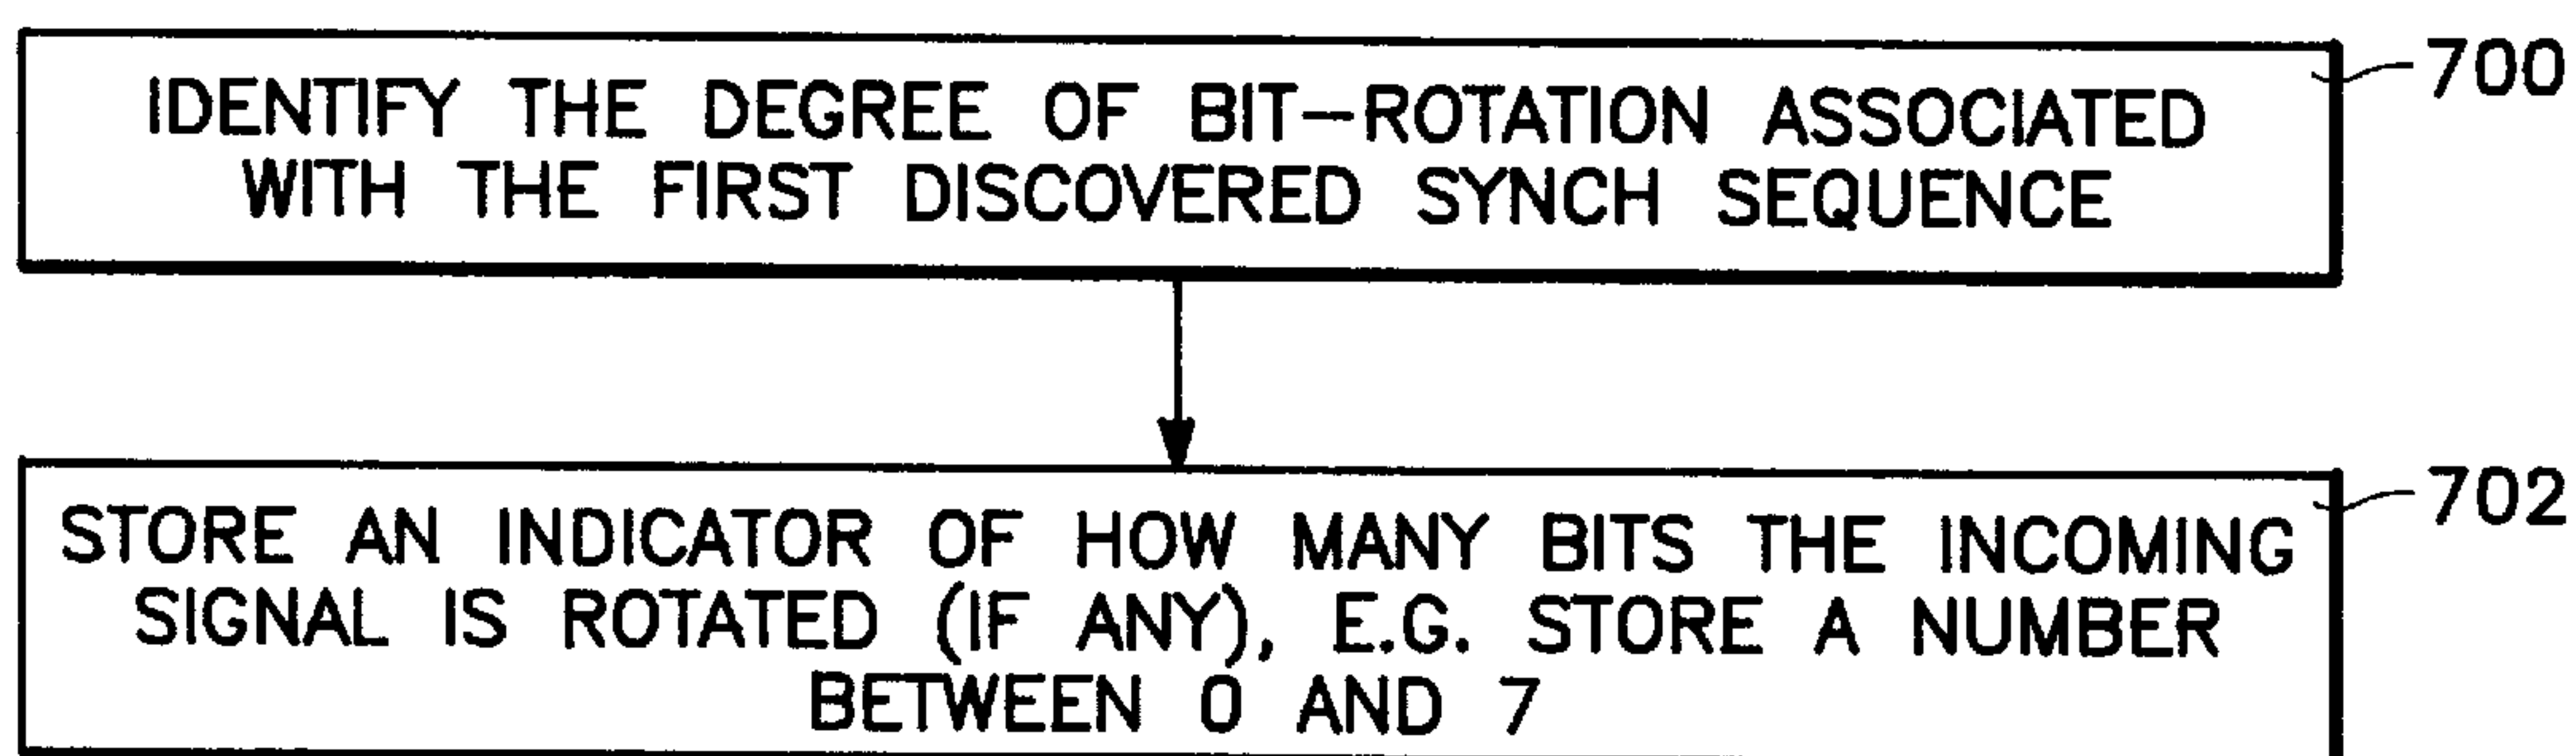 700
IDENTIFY THE DEGREE OF BIT-ROTATION ASSOCIATED
WITH THE FIRST DISCOVERED SYNCH SEQUENCE
702
STORE AN INDICATOR OF HOW MANY BITS THE INCOMING
SIGNAL IS ROTATED (IF ANY), E.G. STORE A NUMBER
BETWEEN 0 AND 7